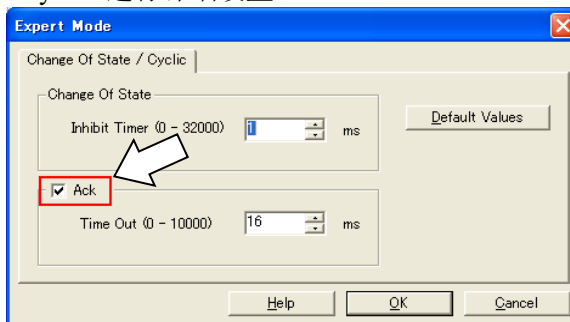 Expert Mode
Change Of State / Cyclic
Change Of State
Inhibit Timer (0 - 32000) 1 ms
Default Values
Ack
Time Out (0 - 10000) 16 ms
Help OK Cancel